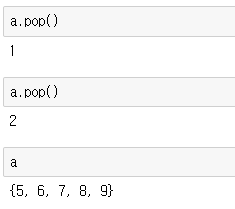 a.pop()
1
a.pop()
2
a
{5, 6, 7, 8, 9}